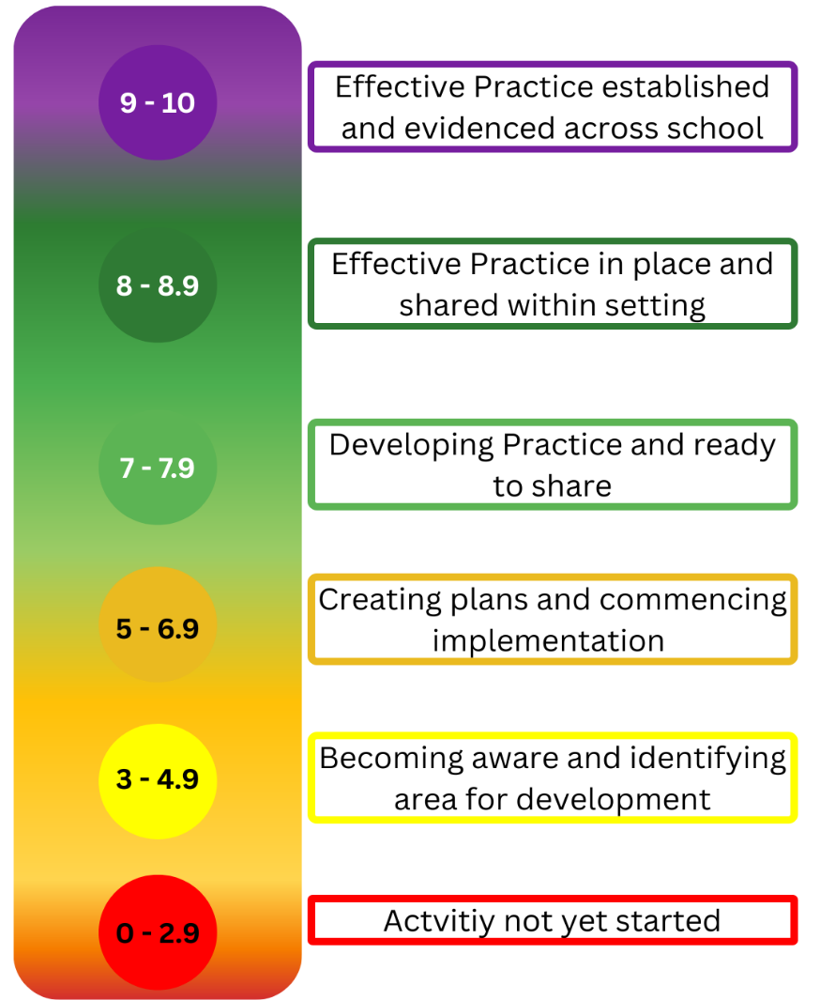 9 - 10
Effective Practice established
and evidenced across school
8 - 8.9
Effective Practice in place and
shared within setting
7 - 7.9
Developing Practice and ready
to share
5 - 6.9
Creating plans and commencing
implementation
3 - 4.9
Becoming aware and identifying
area for development
0 - 2.9
Actvitiy not yet started